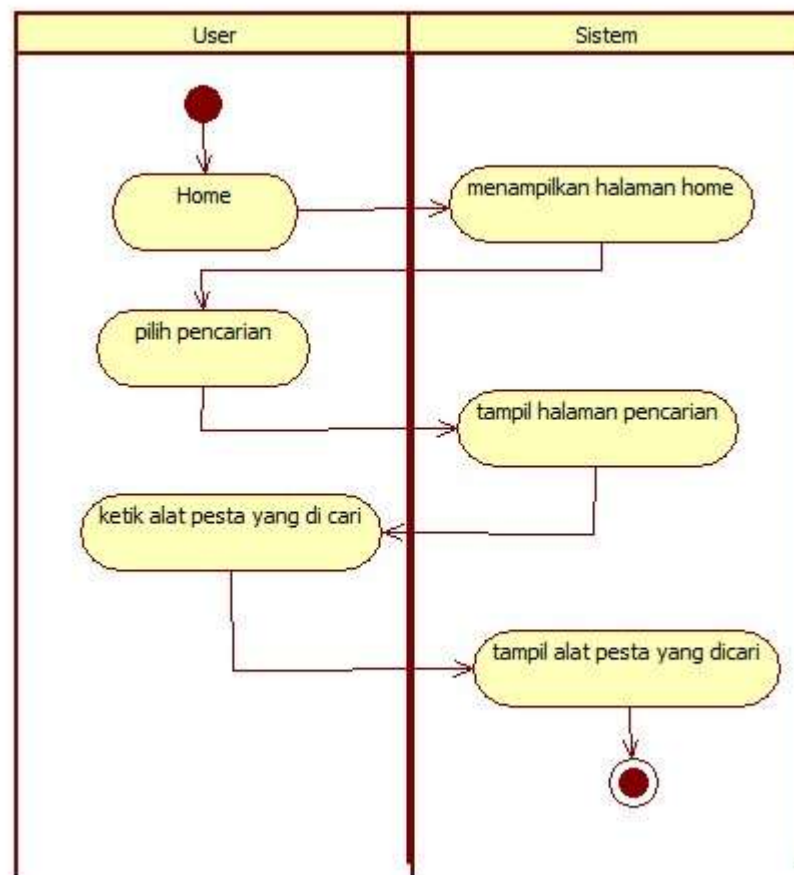 User
Sistem
Home
menampilkan halaman home
pilih pencarian
tampil halaman pencarian
ketik alat pesta yang di cari
tampil alat pesta yang dicari